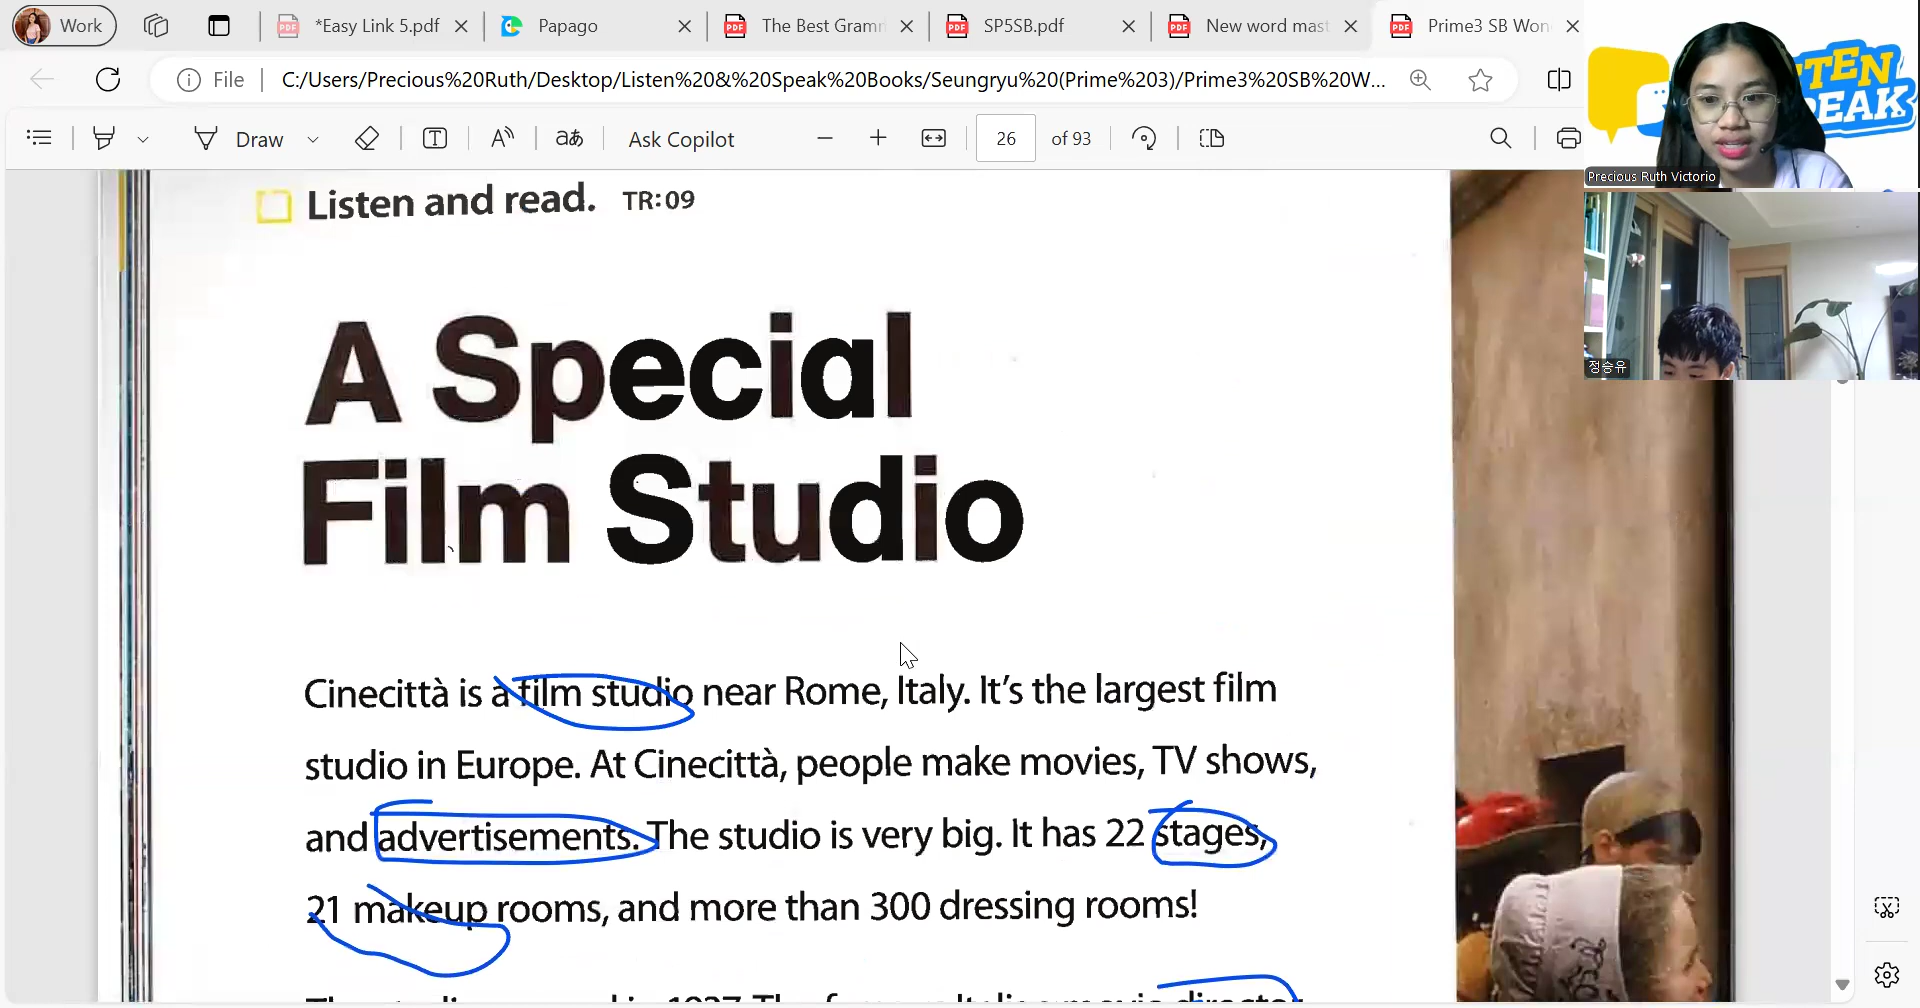 Work
*Easy Link 5.pdf
Papago
The Best Gramm
SP5SB.pdf
New word mast
Prime3 SB Won
File
C:/Users/Precious%20Ruth/Desktop/Listen%20&%20Speak%20Books/Seungryu%20(Prime%203)/Prime3%20SB%20W...
Draw
Ask Copilot
26
of 93
Precious Ruth Victorio
정승유
Listen and read. TR:09
A Special
Film Studio
Cinecittà is a film studio near Rome, Italy. It's the largest film
studio in Europe. At Cinecittà, people make movies, TV shows,
and advertisements. The studio is very big. It has 22 stages,
21 makeup rooms, and more than 300 dressing rooms!